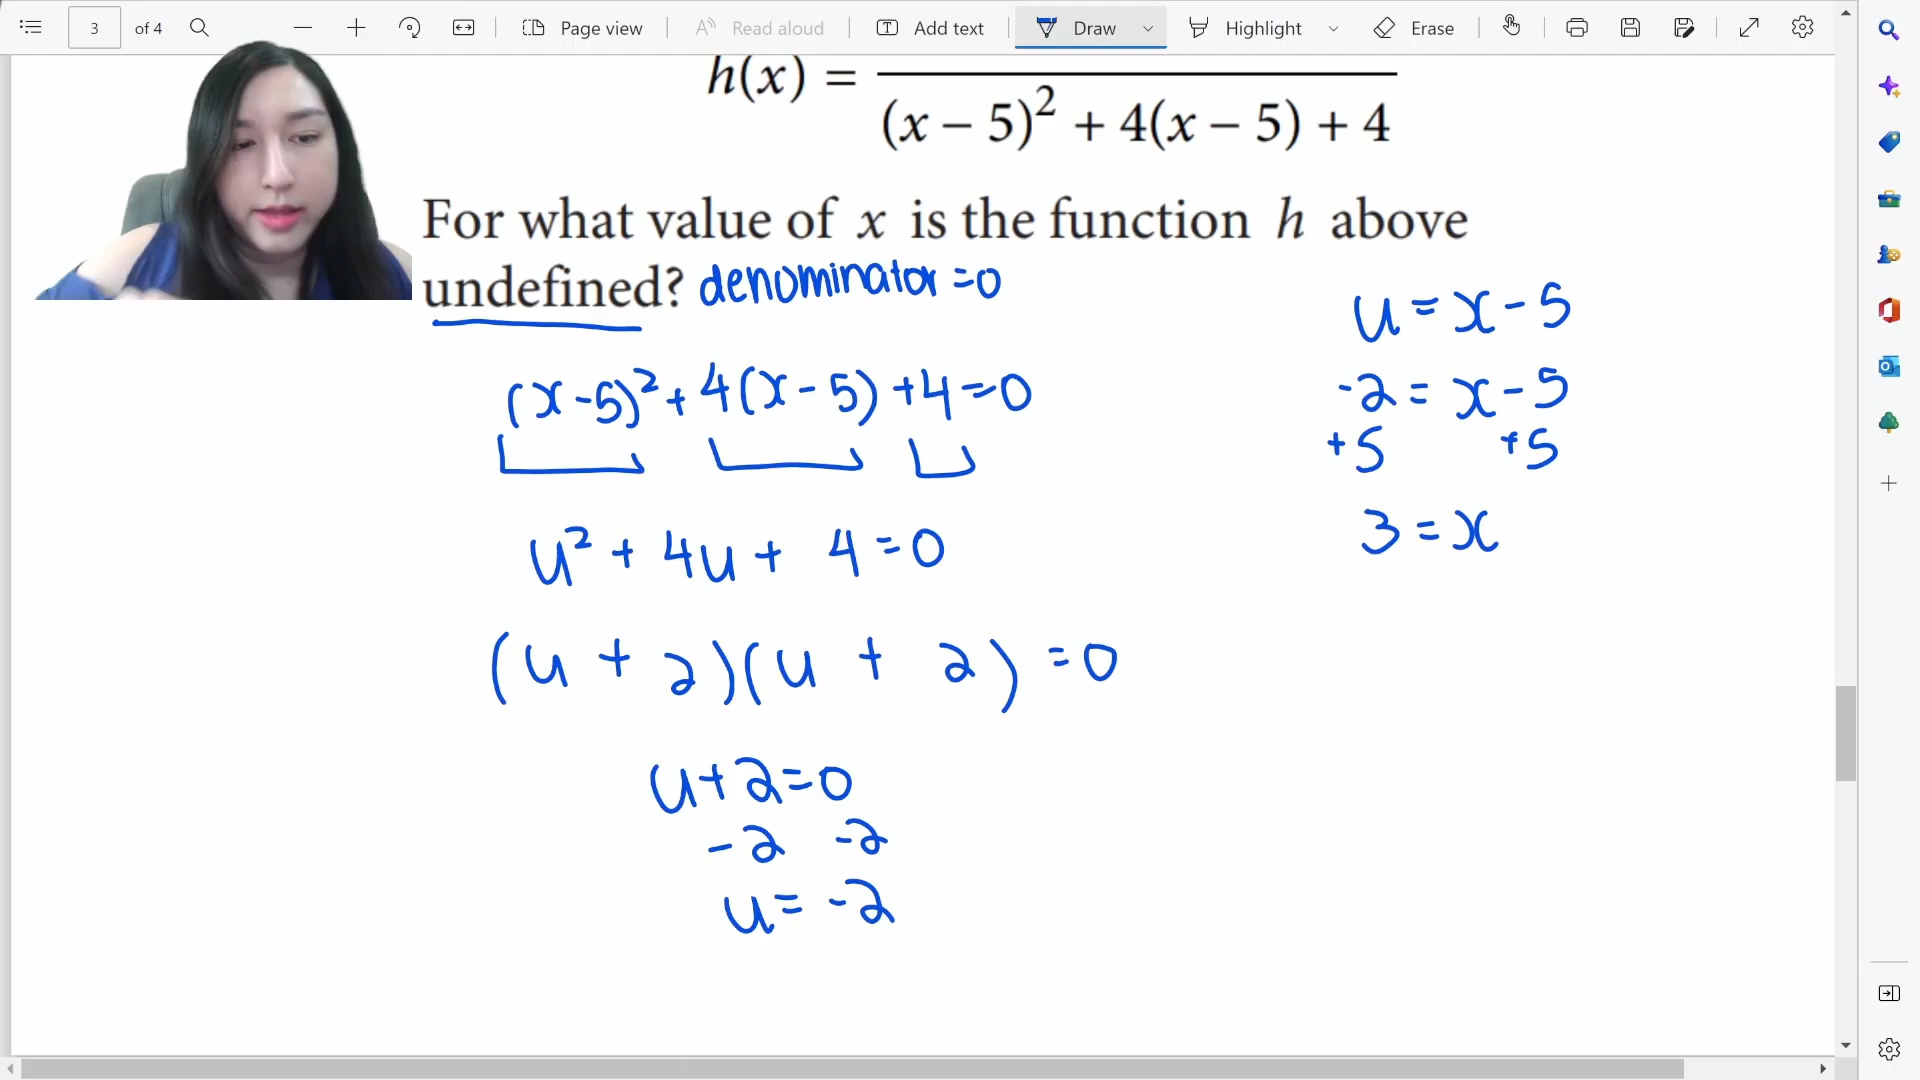 3 of 4 Page view Read aloud Add text Draw Highlight Erase
h(x) =
(x – 5)² + 4(x – 5) + 4
For what value of x is the function h above
undefined? denominator =0
(x-5)² + 4(x-5) +4=0
u² + 4u + 4=0
(u + 2)(u + 2) =0
u+2=0
-2 -2
u= -2
u=x-5
-2=x-5
+5 +5
3=x